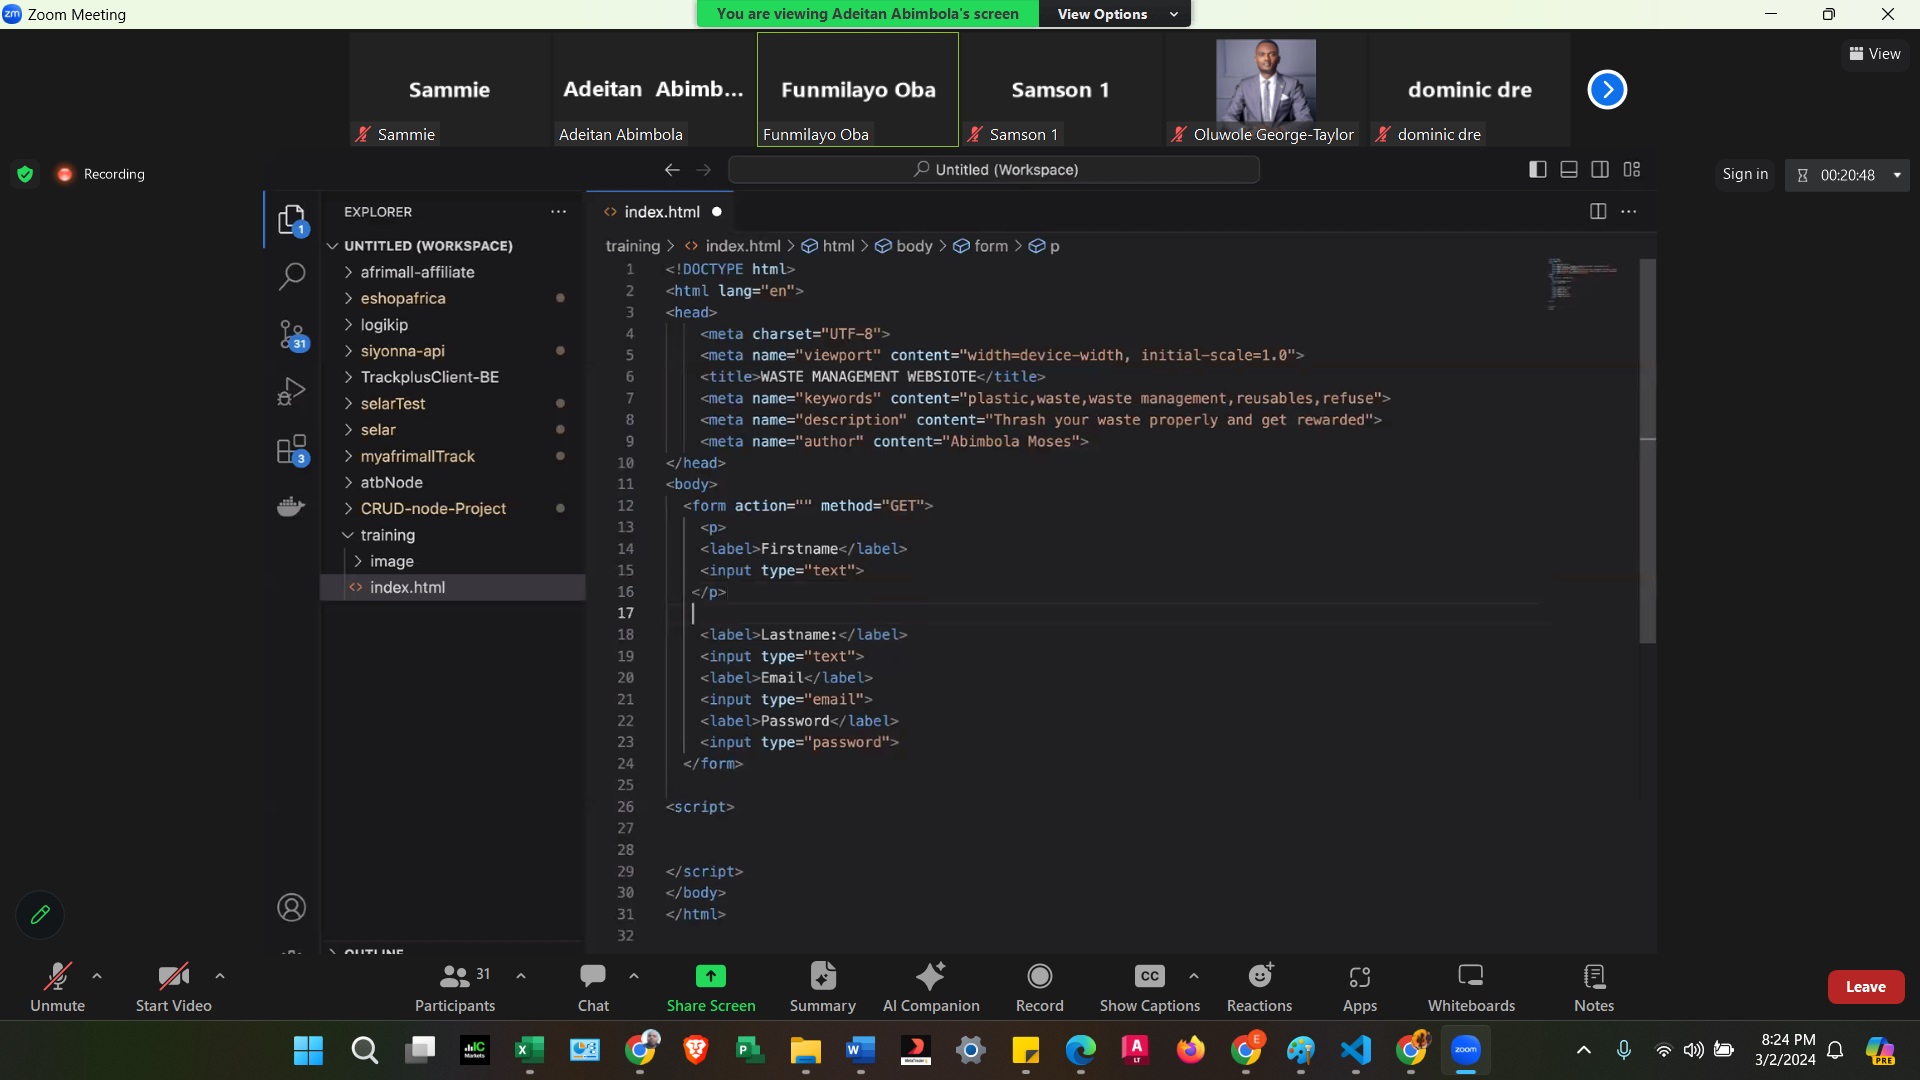 Zoom Meeting
You are viewing Adeitan Abimbola's screen View Options
View
Sammie
Adeitan Abimb...
Funmilayo Oba
Samson 1
dominic dre
Sammie
Adeitan Abimbola
Funmilayo Oba
Samson 1
Oluwole George-Taylor
dominic dre
Recording
Untitled (Workspace)
Sign in
00:20:48
EXPLORER
UNTITLED (WORKSPACE)
afrimall-affiliate
eshopafrica
logikip
siyonna-api
TrackplusClient-BE
selarTest
selar
myafrimallTrack
atbNode
CRUD-node-Project
training
image
index.html
OUTLINE
1
31
3
index.html
training > index.html > html > body > form > p
1 <!DOCTYPE html>
2 <html lang="en">
3 <head>
4 <meta charset="UTF-8">
5 <meta name="viewport" content="width=device-width, initial-scale=1.0">
6 <title>WASTE MANAGEMENT WEBSIOTE</title>
7 <meta name="keywords" content="plastic,waste,waste management,reusables,refuse">
8 <meta name="description" content="Thrash your waste properly and get rewarded">
9 <meta name="author" content="Abimbola Moses">
10 </head>
11 <body>
12 <form action="" method="GET">
13 <p>
14 <label>Firstname</label>
15 <input type="text">
16 </p>
17
18 <label>Lastname:</label>
19 <input type="text">
20 <label>Email</label>
21 <input type="email">
22 <label>Password</label>
23 <input type="password">
24 </form>
25
26 <script>
27
28
29 </script>
30 </body>
31 </html>
32
Unmute
Start Video
31
Participants
Chat
Share Screen
Summary
AI Companion
Record
CC
Show Captions
Reactions
Apps
Whiteboards
Notes
Leave
zoom
8:24 PM
3/2/2024
PRE